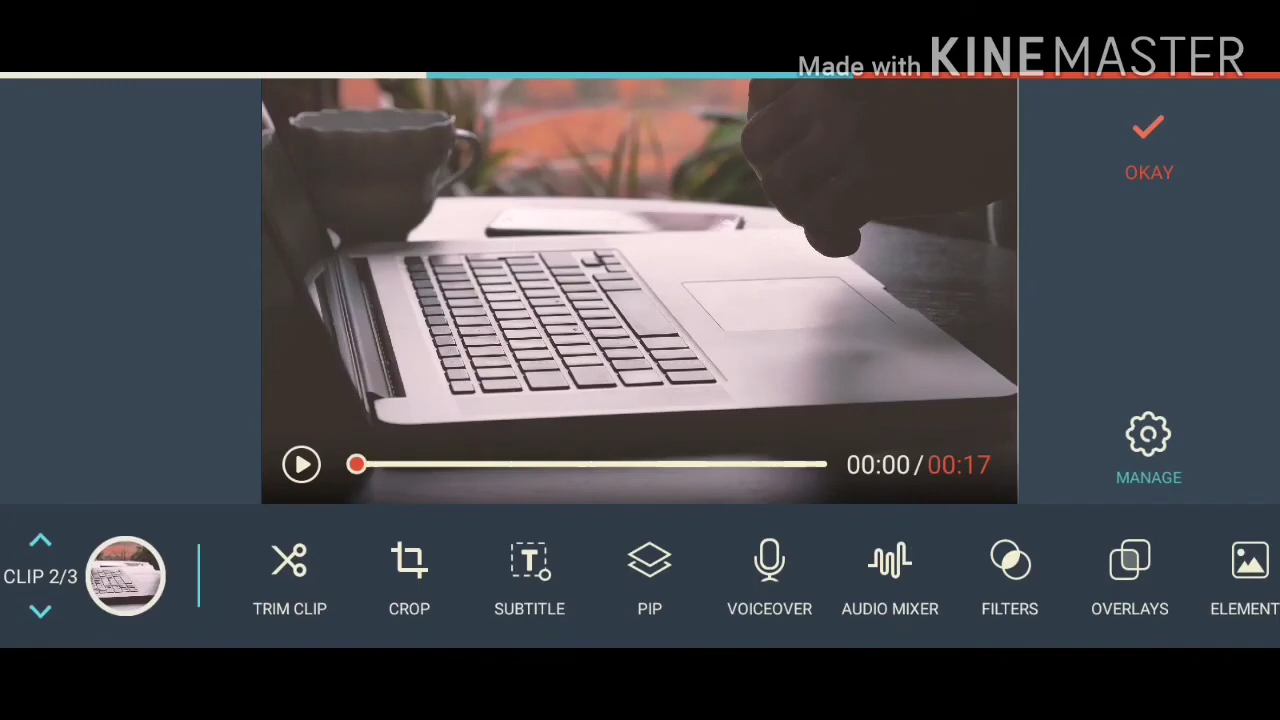 Made with KINEMASTER
OKAY
00:00/00:17
MANAGE
CLIP 2/3
TRIM CLIP
CROP
T
SUBTITLE
PIP
VOICEOVER
AUDIO MIXER
FILTERS
OVERLAYS
ELEMENT